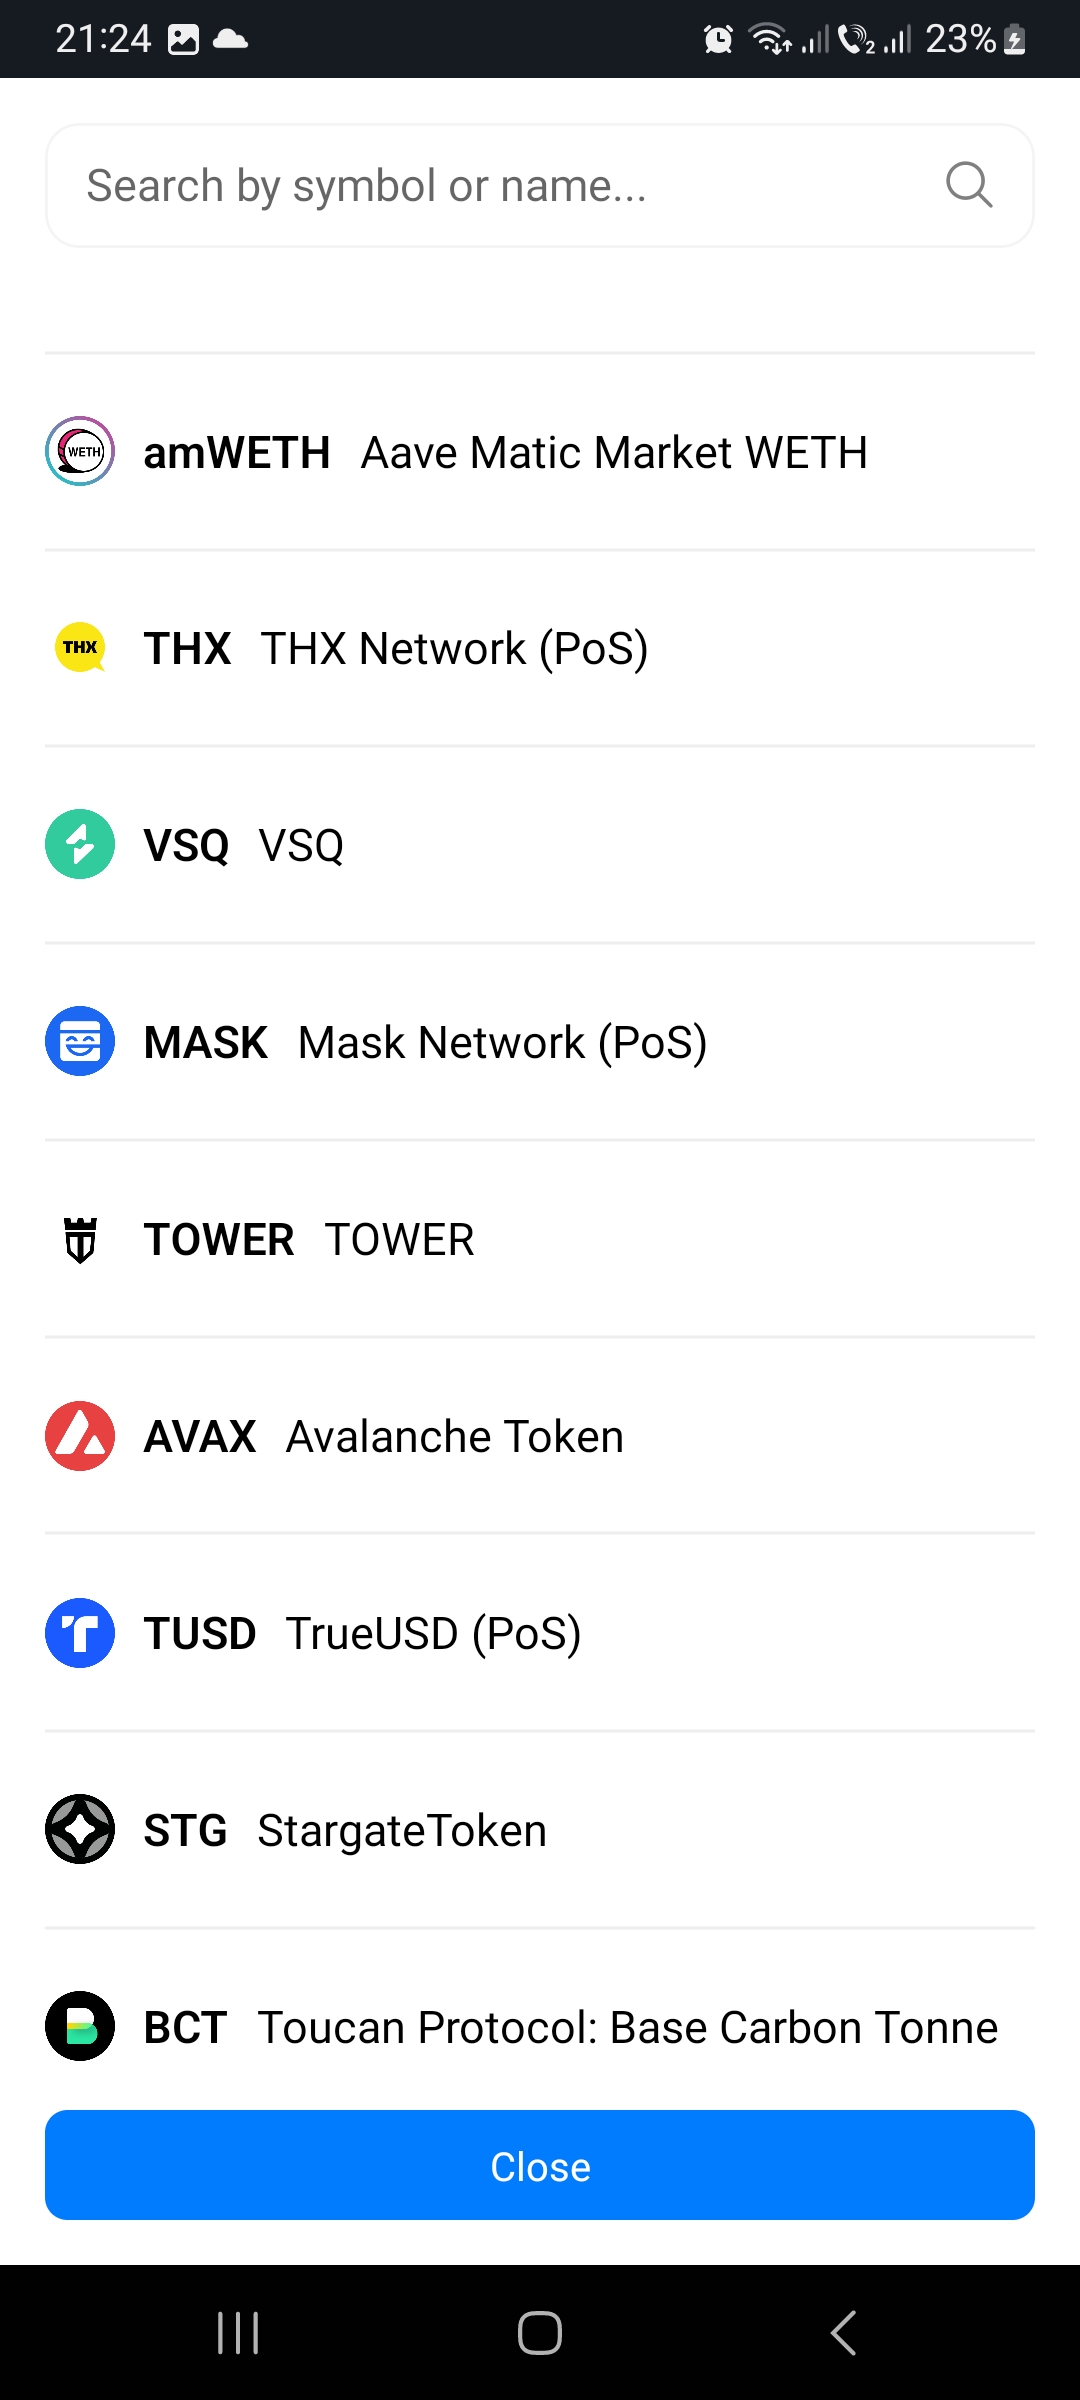 21:24 2 23%
Search by symbol or name...
WETH amWETH Aave Matic Market WETH
THX THX THX Network (PoS)
VSQ VSQ
MASK Mask Network (PoS)
TOWER TOWER
AVAX Avalanche Token
TUSD TrueUSD (PoS)
STG StargateToken
BCT Toucan Protocol: Base Carbon Tonne
Close